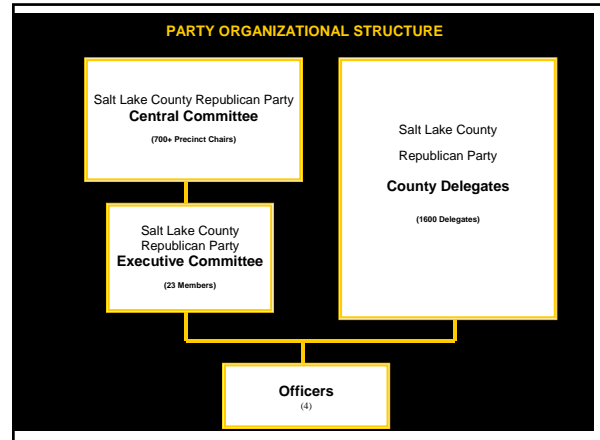 PARTY ORGANIZATIONAL STRUCTURE
Salt Lake County Republican Party
Central Committee
(700+ Precinct Chairs)
Salt Lake County
Republican Party
County Delegates
(1600 Delegates)
Salt Lake County
Republican Party
Executive Committee
(23 Members)
Officers
(4)